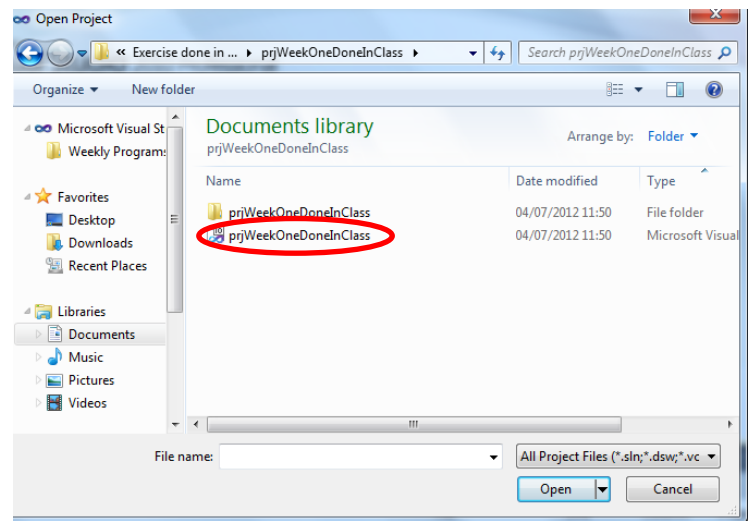 Open Project
« Exercise done in ... prjWeekOneDoneInClass
Search prjWeekOneDoneInClass
Organize New folder
Microsoft Visual St
Weekly Programs
Favorites
Desktop
Downloads
Recent Places
Libraries
Documents
Music
Pictures
Videos
Documents library
prjWeekOneDoneInClass
Arrange by: Folder
Name Date modified Type
prjWeekOneDoneInClass 04/07/2012 11:50 File folder
prjWeekOneDoneInClass 04/07/2012 11:50 Microsoft Visual
File name:
All Project Files (*.sln;*.dsw;*.vc
Open Cancel